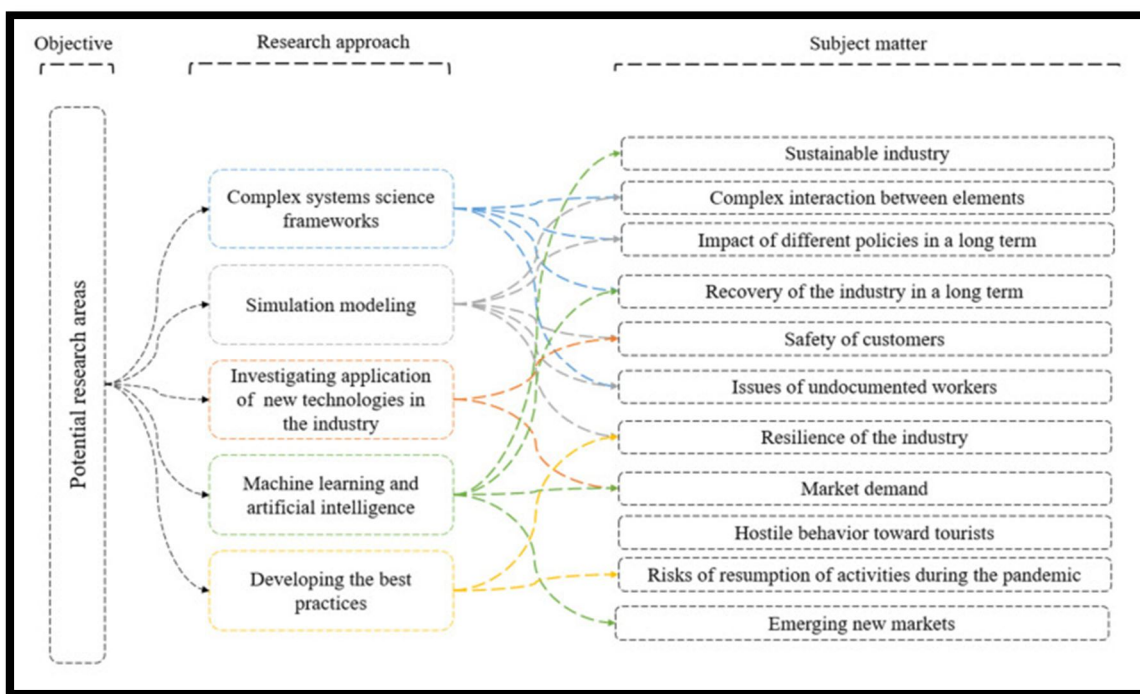 Objective
Research approach
Subject matter
Potential research areas
Complex systems science
frameworks
Simulation modeling
Investigating application
of new technologies in
the industry
Machine learning and
artificial intelligence
Developing the best
practices
Sustainable industry
Complex interaction between elements
Impact of different policies in a long term
Recovery of the industry in a long term
Safety of customers
Issues of undocumented workers
Resilience of the industry
Market demand
Hostile behavior toward tourists
Risks of resumption of activities during the pandemic
Emerging new markets